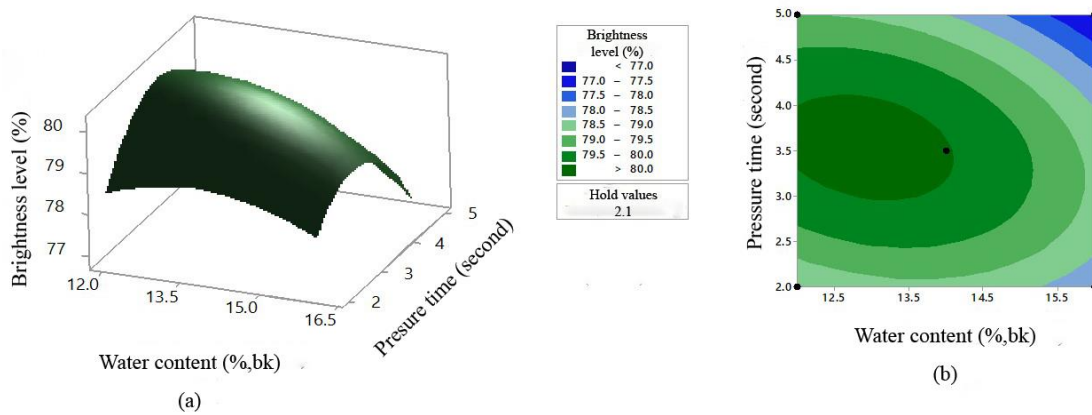 Brightness level (%)
80
79
78
77
12.0
13.5
15.0
16.5
2
3
4
5
Presure time (second)
Water content (%,bk)
(a)
Brightness
level (%)
< 77.0
77.0 – 77.5
77.5 – 78.0
78.0 – 78.5
78.5 – 79.0
79.0 – 79.5
79.5 – 80.0
> 80.0
Hold values
2.1
Pressure time (second)
5.0
4.5
4.0
3.5
3.0
2.5
2.0
12.5
13.5
14.5
15.5
Water content (%,bk)
(b)